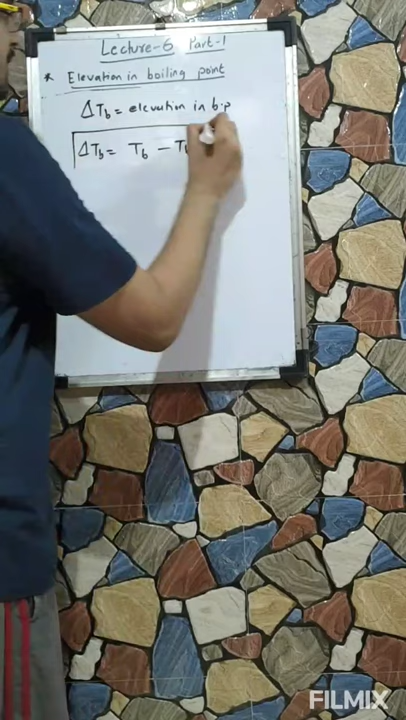 Lecture-6 Part-1
* Elevation in boiling point
ΔTb = elevation in b.p
ΔTb = Tb - T
FILMIX